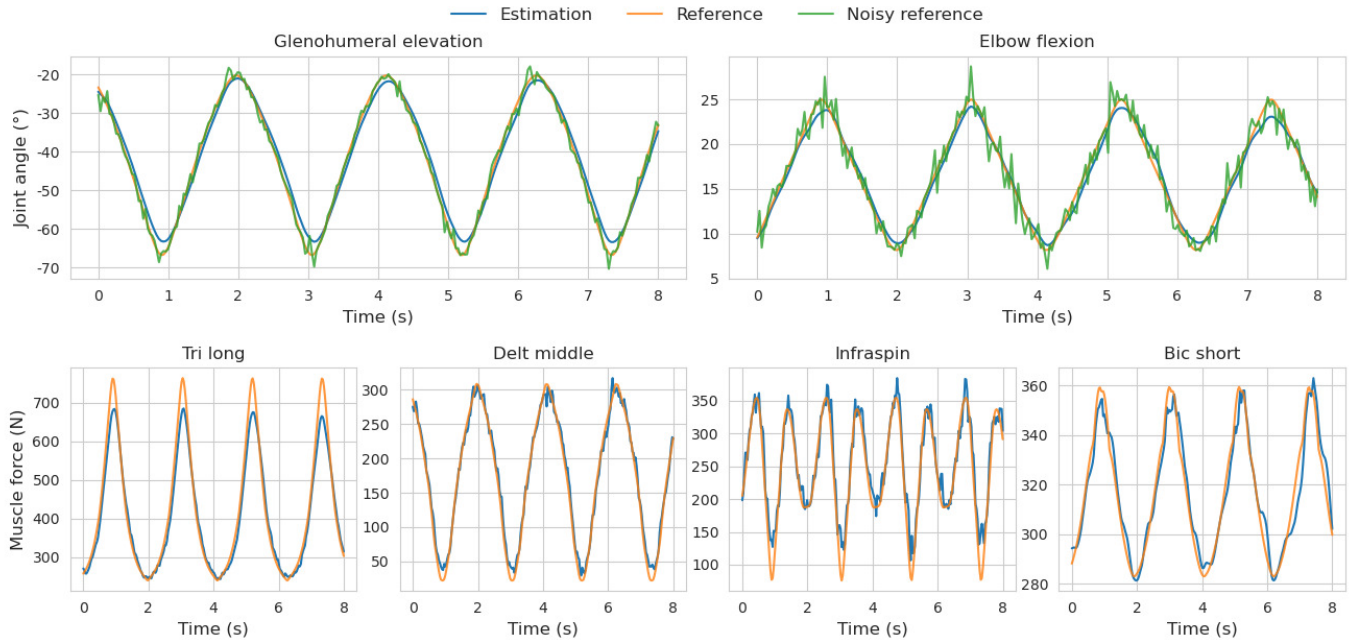 Estimation Reference Noisy reference
Glenohumeral elevation Elbow flexion
Joint angle (°)
-20
-30
-40
-50
-60
-70
25
20
15
10
5
0 1 2 3 4 5 6 7 8
0 1 2 3 4 5 6 7 8
Time (s) Time (s)
Tri long Delt middle Infraspin Bic short
Muscle force (N)
700
600
500
400
300
300
250
200
150
100
50
350
300
250
200
150
100
360
340
320
300
280
0 2 4 6 8
0 2 4 6 8
0 2 4 6 8
0 2 4 6 8
Time (s) Time (s) Time (s) Time (s)